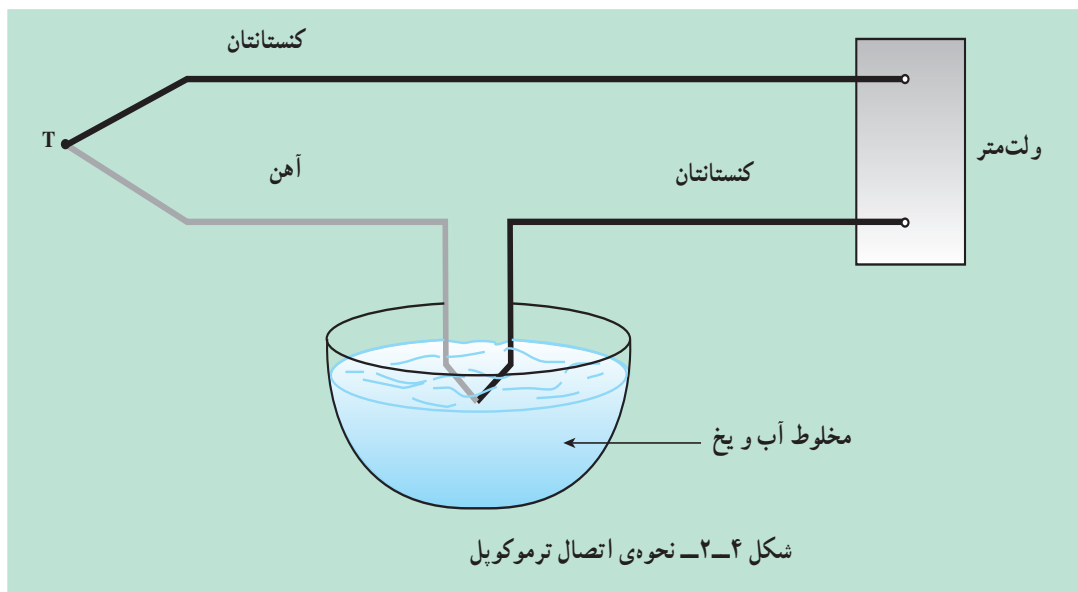 کنستانتان
T
آهن
کنستانتان
ولت‌متر
مخلوط آب و یخ
شکل ۴ــ۲ــ نحوه‌ی اتصال ترموکوپل